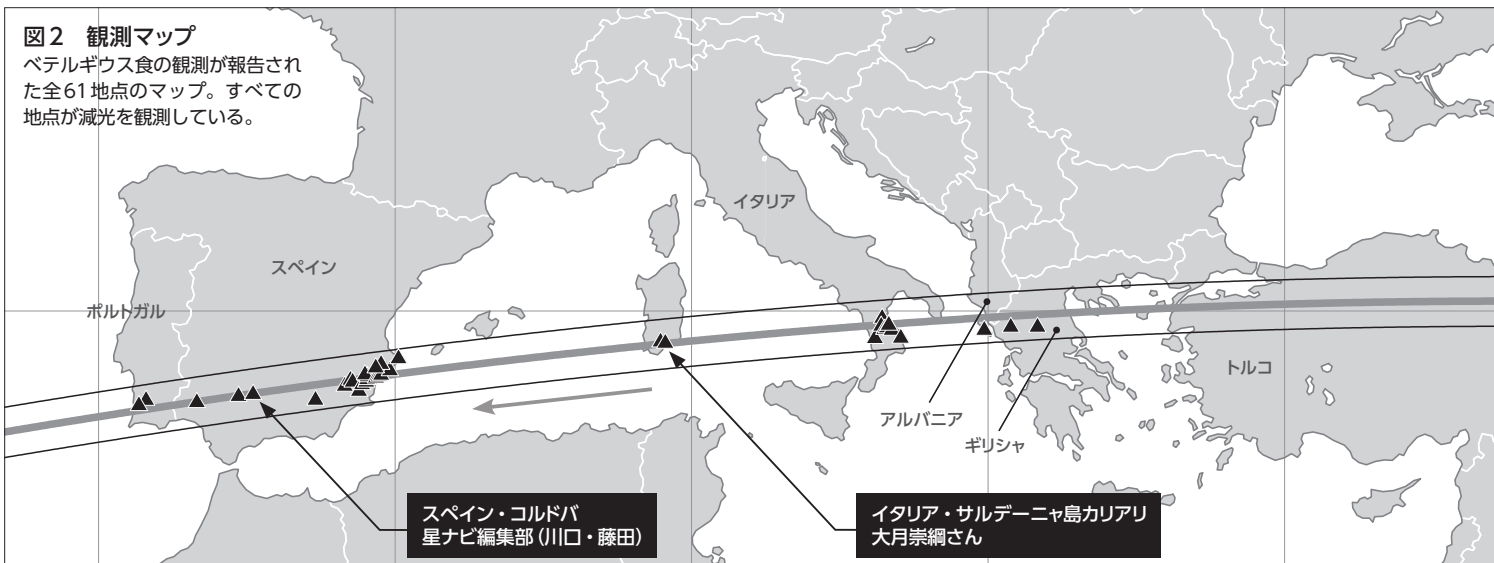 図2 観測マップ
ベテルギウス食の観測が報告され
た全61地点のマップ。すべての
地点が減光を観測している。
イタリア
スペイン
ポルトガル
トルコ
アルバニア
ギリシャ
スペイン・コルドバ
星ナビ編集部(川口・藤田)
イタリア・サルデーニャ島カリアリ
大月崇綱さん